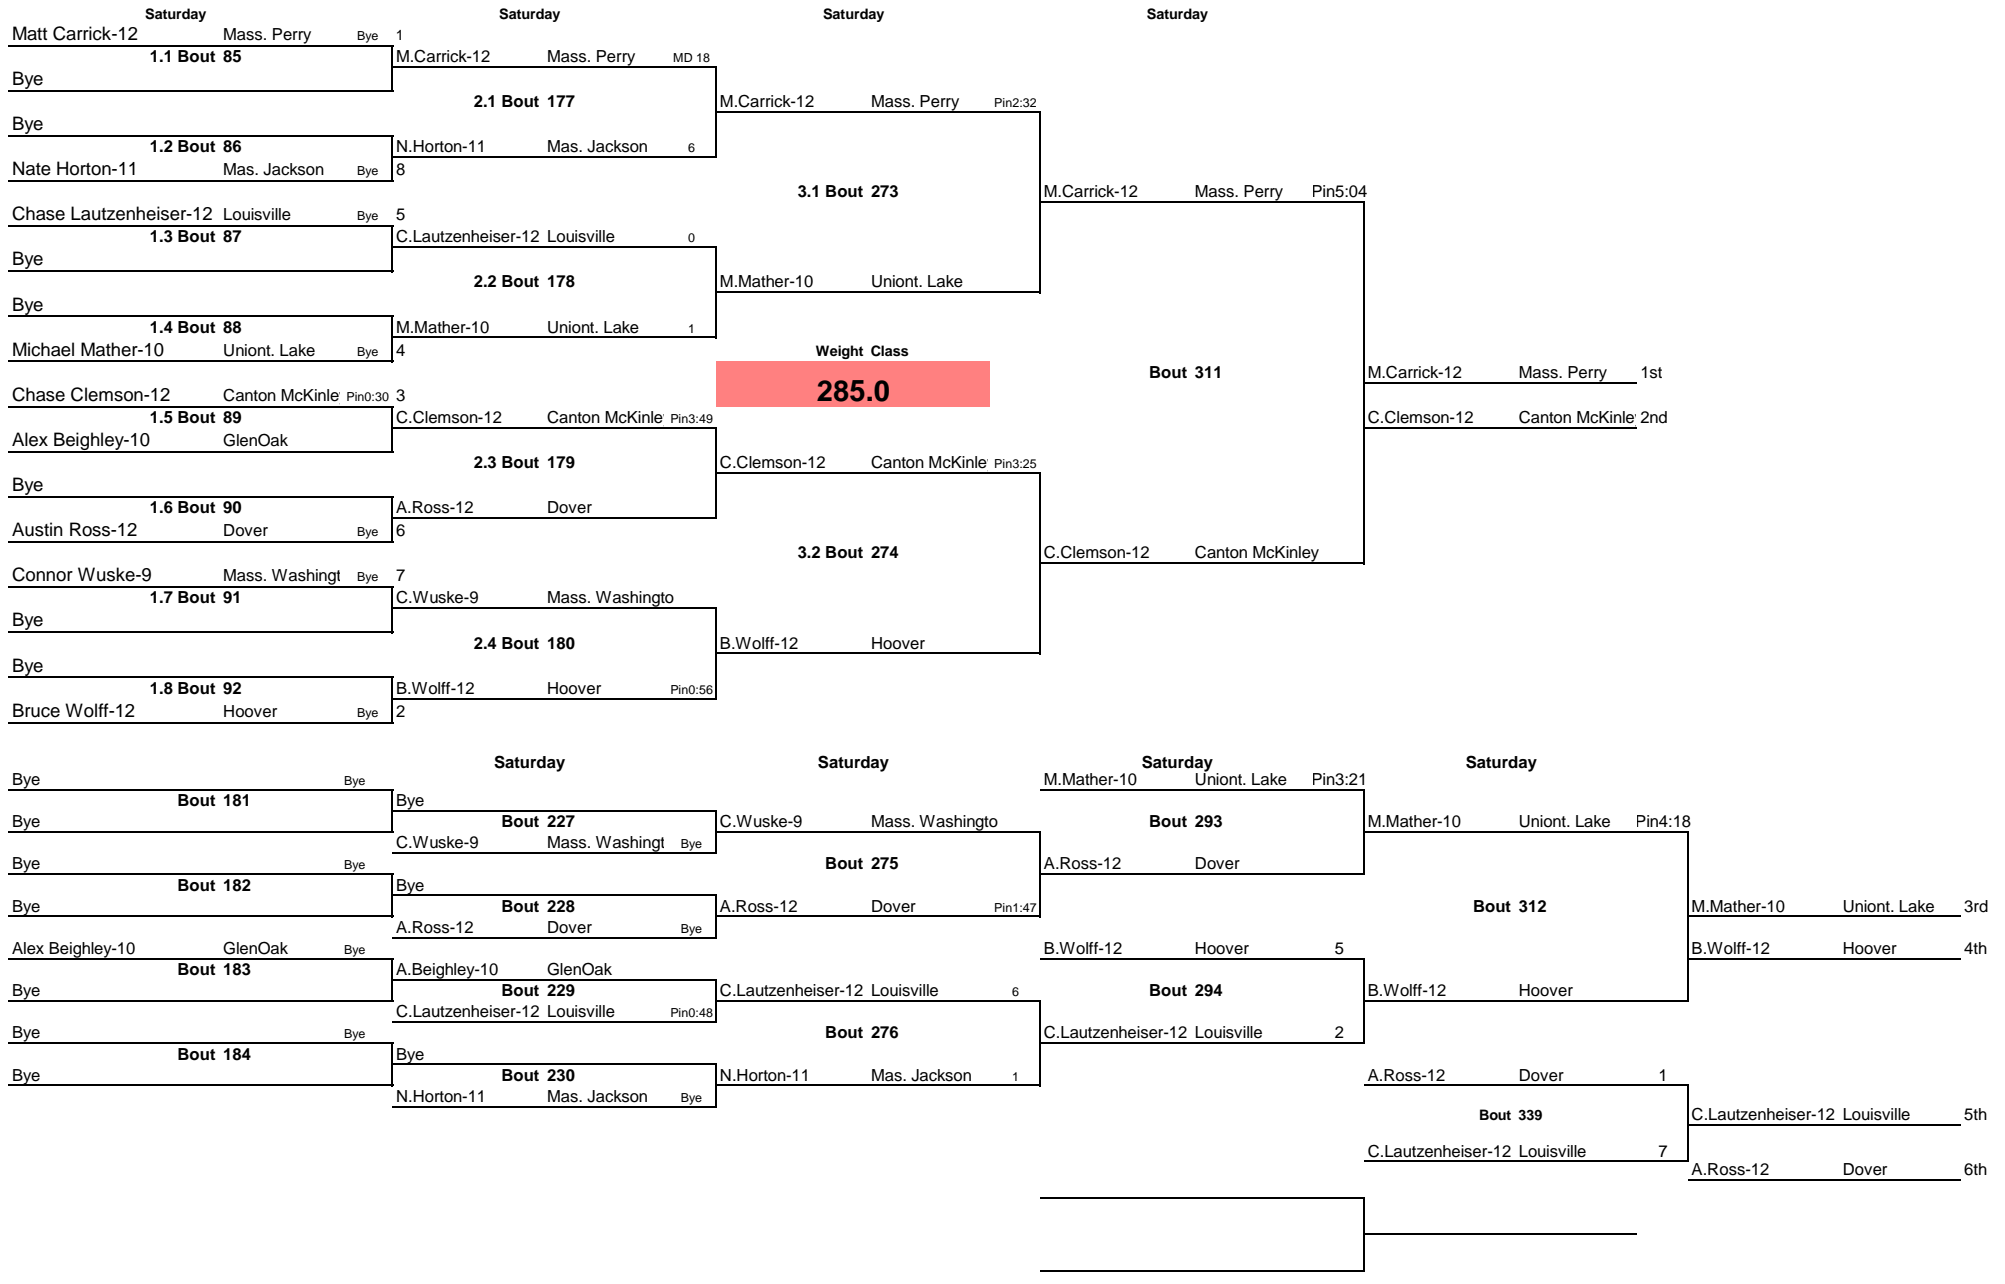 Saturday Saturday Saturday Saturday
Matt Carrick-12 Mass. Perry Bye 1
1.1 Bout 85 M.Carrick-12 Mass. Perry MD 18
Bye
2.1 Bout 177 M.Carrick-12 Mass. Perry Pin2:32
Bye
1.2 Bout 86 N.Horton-11 Mas. Jackson 6
Nate Horton-11 Mas. Jackson Bye 8
3.1 Bout 273 M.Carrick-12 Mass. Perry Pin5:04
Chase Lautzenheiser-12 Louisville Bye 5
1.3 Bout 87 C.Lautzenheiser-12 Louisville 0
Bye
2.2 Bout 178 M.Mather-10 Uniont. Lake
Bye
1.4 Bout 88 M.Mather-10 Uniont. Lake 1
Michael Mather-10 Uniont. Lake Bye 4 Weight Class
Bout 311 M.Carrick-12 Mass. Perry 1st
285.0
Chase Clemson-12 Canton McKinle Pin0:30 3
1.5 Bout 89 C.Clemson-12 Canton McKinle Pin3:49 C.Clemson-12 Canton McKinle 2nd
Alex Beighley-10 GlenOak
2.3 Bout 179 C.Clemson-12 Canton McKinle Pin3:25
Bye
1.6 Bout 90 A.Ross-12 Dover
Austin Ross-12 Dover Bye 6
3.2 Bout 274 C.Clemson-12 Canton McKinley
Connor Wuske-9 Mass. Washingt Bye 7
1.7 Bout 91 C.Wuske-9 Mass. Washingto
Bye
2.4 Bout 180 B.Wolff-12 Hoover
Bye
1.8 Bout 92 B.Wolff-12 Hoover Pin0:56
Bruce Wolff-12 Hoover Bye 2
Saturday Saturday Saturday Saturday
Bye Bye M.Mather-10 Uniont. Lake Pin3:21
Bout 181 Bye
Bye Bout 227 C.Wuske-9 Mass. Washingto Bout 293 M.Mather-10 Uniont. Lake Pin4:18
C.Wuske-9 Mass. Washingt Bye
Bye Bye Bout 275 A.Ross-12 Dover
Bout 182 Bye
Bye Bout 228 A.Ross-12 Dover Pin1:47 Bout 312 M.Mather-10 Uniont. Lake 3rd
A.Ross-12 Dover Bye
Alex Beighley-10 GlenOak Bye B.Wolff-12 Hoover 5 B.Wolff-12 Hoover 4th
Bout 183 A.Beighley-10 GlenOak
Bye Bout 229 C.Lautzenheiser-12 Louisville 6 Bout 294 B.Wolff-12 Hoover
C.Lautzenheiser-12 Louisville Pin0:48
Bye Bye Bout 276 C.Lautzenheiser-12 Louisville 2
Bout 184 Bye
Bye Bout 230 N.Horton-11 Mas. Jackson 1 A.Ross-12 Dover 1
N.Horton-11 Mas. Jackson Bye
Bout 339 C.Lautzenheiser-12 Louisville 5th
C.Lautzenheiser-12 Louisville 7
A.Ross-12 Dover 6th